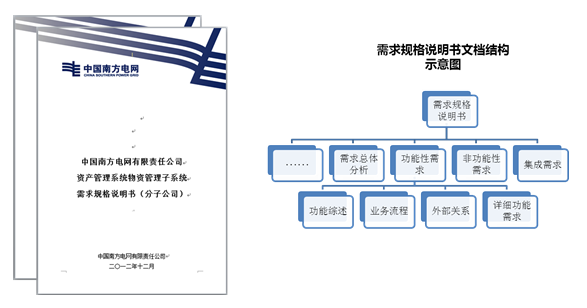 中国南方电网
CHINA SOUTHERN POWER GRID
中国南方电网有限责任公司
资产管理系统物资管理子系统
需求规格说明书（分子公司）
中国南方电网有限责任公司
二〇一二年十二月
需求规格说明书文档结构
示意图
需求规格
说明书
……
需求总体
分析
功能性需
求
非功能性
需求
集成需求
功能综述
业务流程
外部关系
详细功能
需求